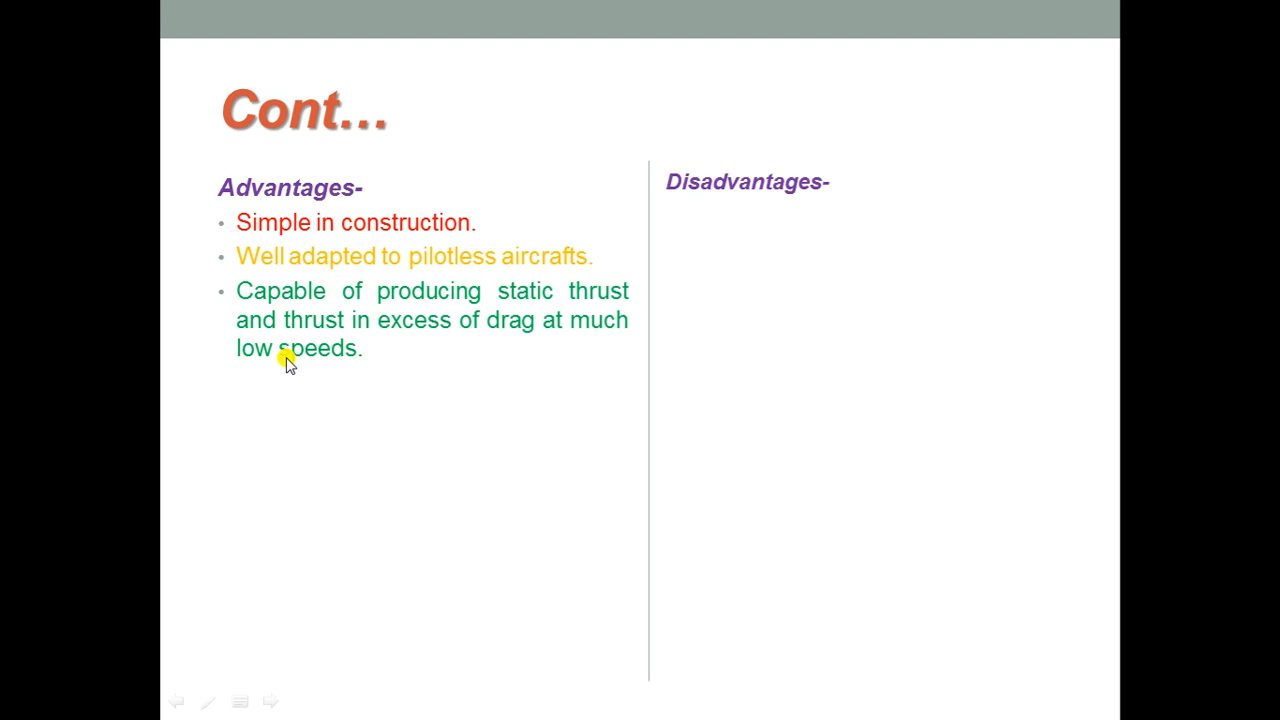 Cont…
Advantages-
• Simple in construction.
• Well adapted to pilotless aircrafts.
• Capable of producing static thrust
and thrust in excess of drag at much
low speeds.
Disadvantages-